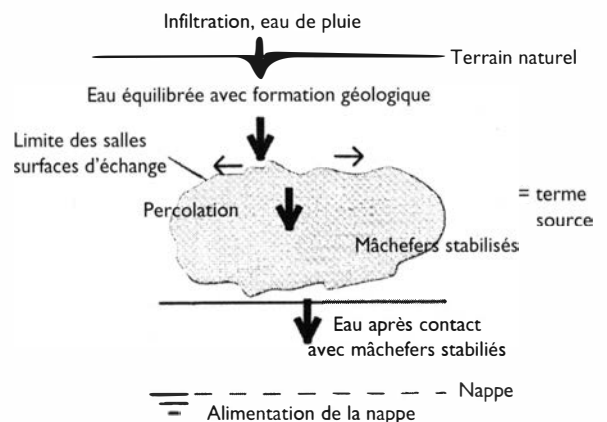 Infiltration, eau de pluie
Terrain naturel
Eau équilibrée avec formation géologique
Limite des salles
surfaces d'échange
Percolation
= terme
source
Mâchefers stabilisés
Eau après contact
avec mâchefers stabiliés
Nappe
Alimentation de la nappe